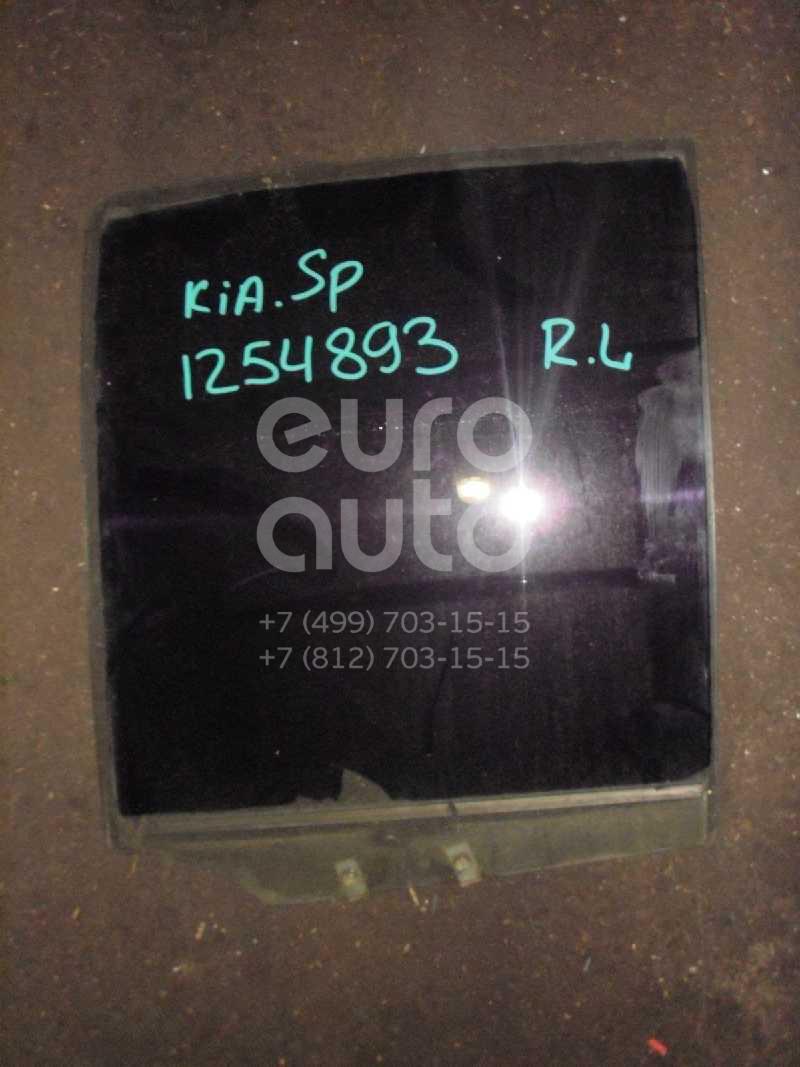 KiA. Sp
1254893 R.L
euro
auto
+7 (499) 703-15-15
+7 (812) 703-15-15